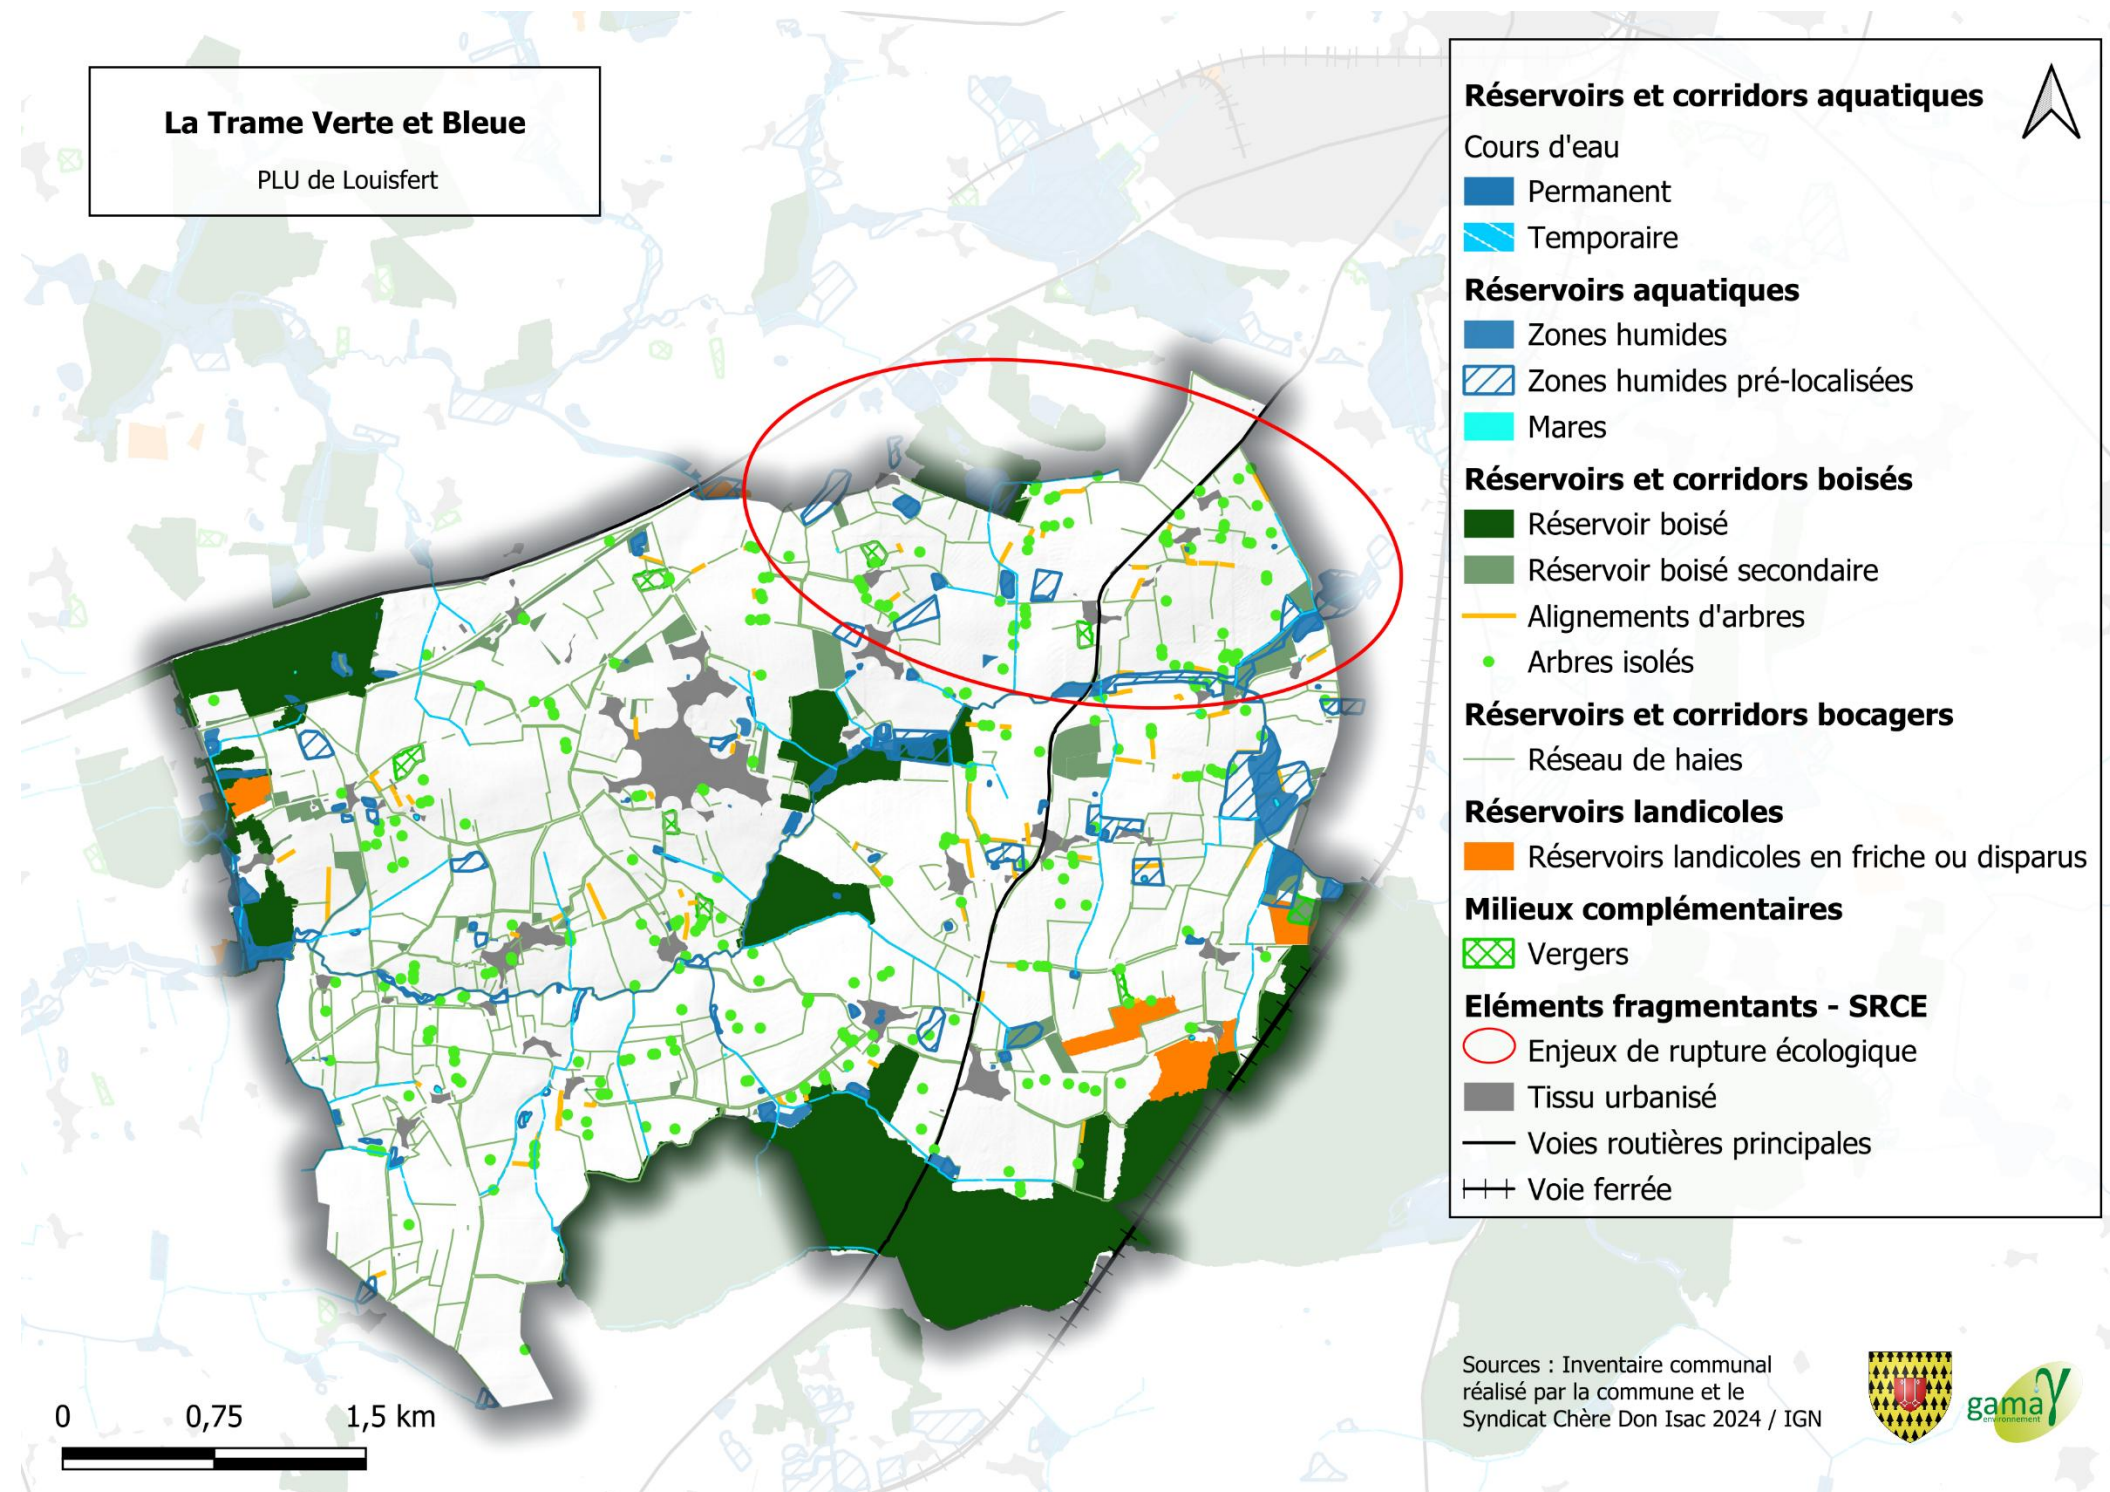 La Trame Verte et Bleue
PLU de Louisfert
Réservoirs et corridors aquatiques
Cours d'eau
Permanent
Temporaire
Réservoirs aquatiques
Zones humides
Zones humides pré-localisées
Mares
Réservoirs et corridors boisés
Réservoir boisé
Réservoir boisé secondaire
Alignements d'arbres
Arbres isolés
Réservoirs et corridors bocagers
Réseau de haies
Réservoirs landicoles
Réservoirs landicoles en friche ou disparus
Milieux complémentaires
Vergers
Eléments fragmentants - SRCE
Enjeux de rupture écologique
Tissu urbanisé
Voies routières principales
Voie ferrée
0 0,75 1,5 km
Sources : Inventaire communal
réalisé par la commune et le
Syndicat Chère Don Isac 2024 / IGN
gama
environnement